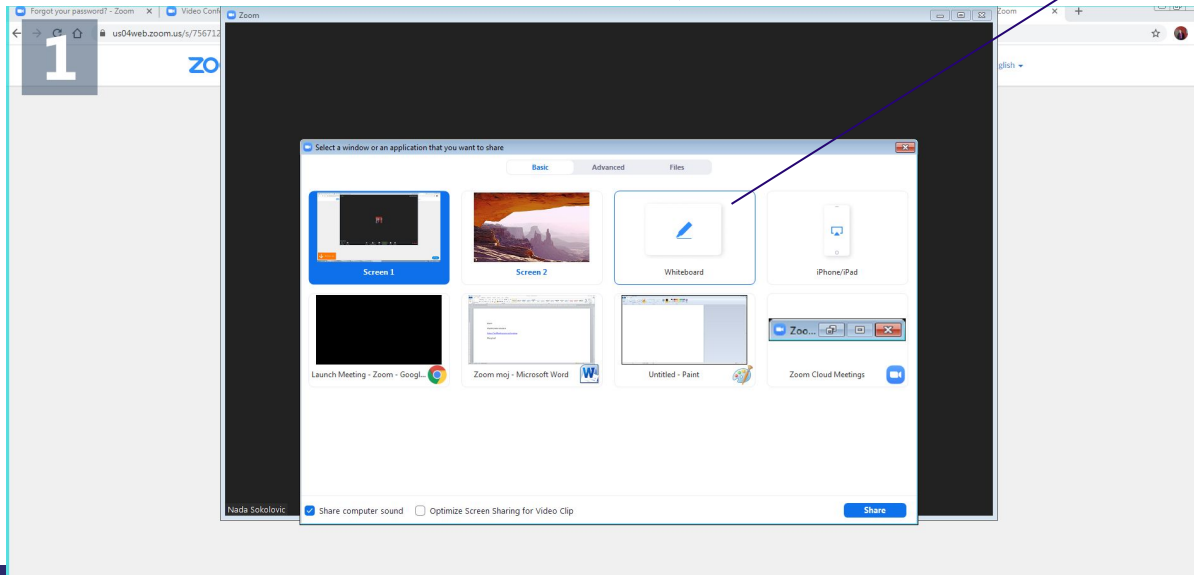 Forgot your password? - Zoom
Video Conf
Zoom
Zoom
1
us04web.zoom.us/s/75671
ZO
glish
Select a window or an application that you want to share
Basic Advanced Files
Screen 1
Screen 2
Whiteboard
iPhone/iPad
Zoo...
Launch Meeting - Zoom - Googl...
Zoom moj - Microsoft Word
Untitled - Paint
Zoom Cloud Meetings
Nada Sokolovic
Share computer sound
Optimize Screen Sharing for Video Clip
Share